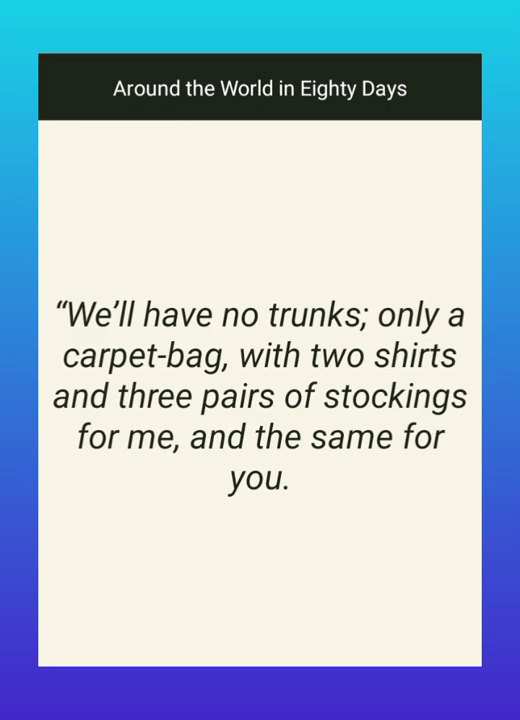 Around the World in Eighty Days
“We’ll have no trunks; only a
carpet-bag, with two shirts
and three pairs of stockings
for me, and the same for
you.